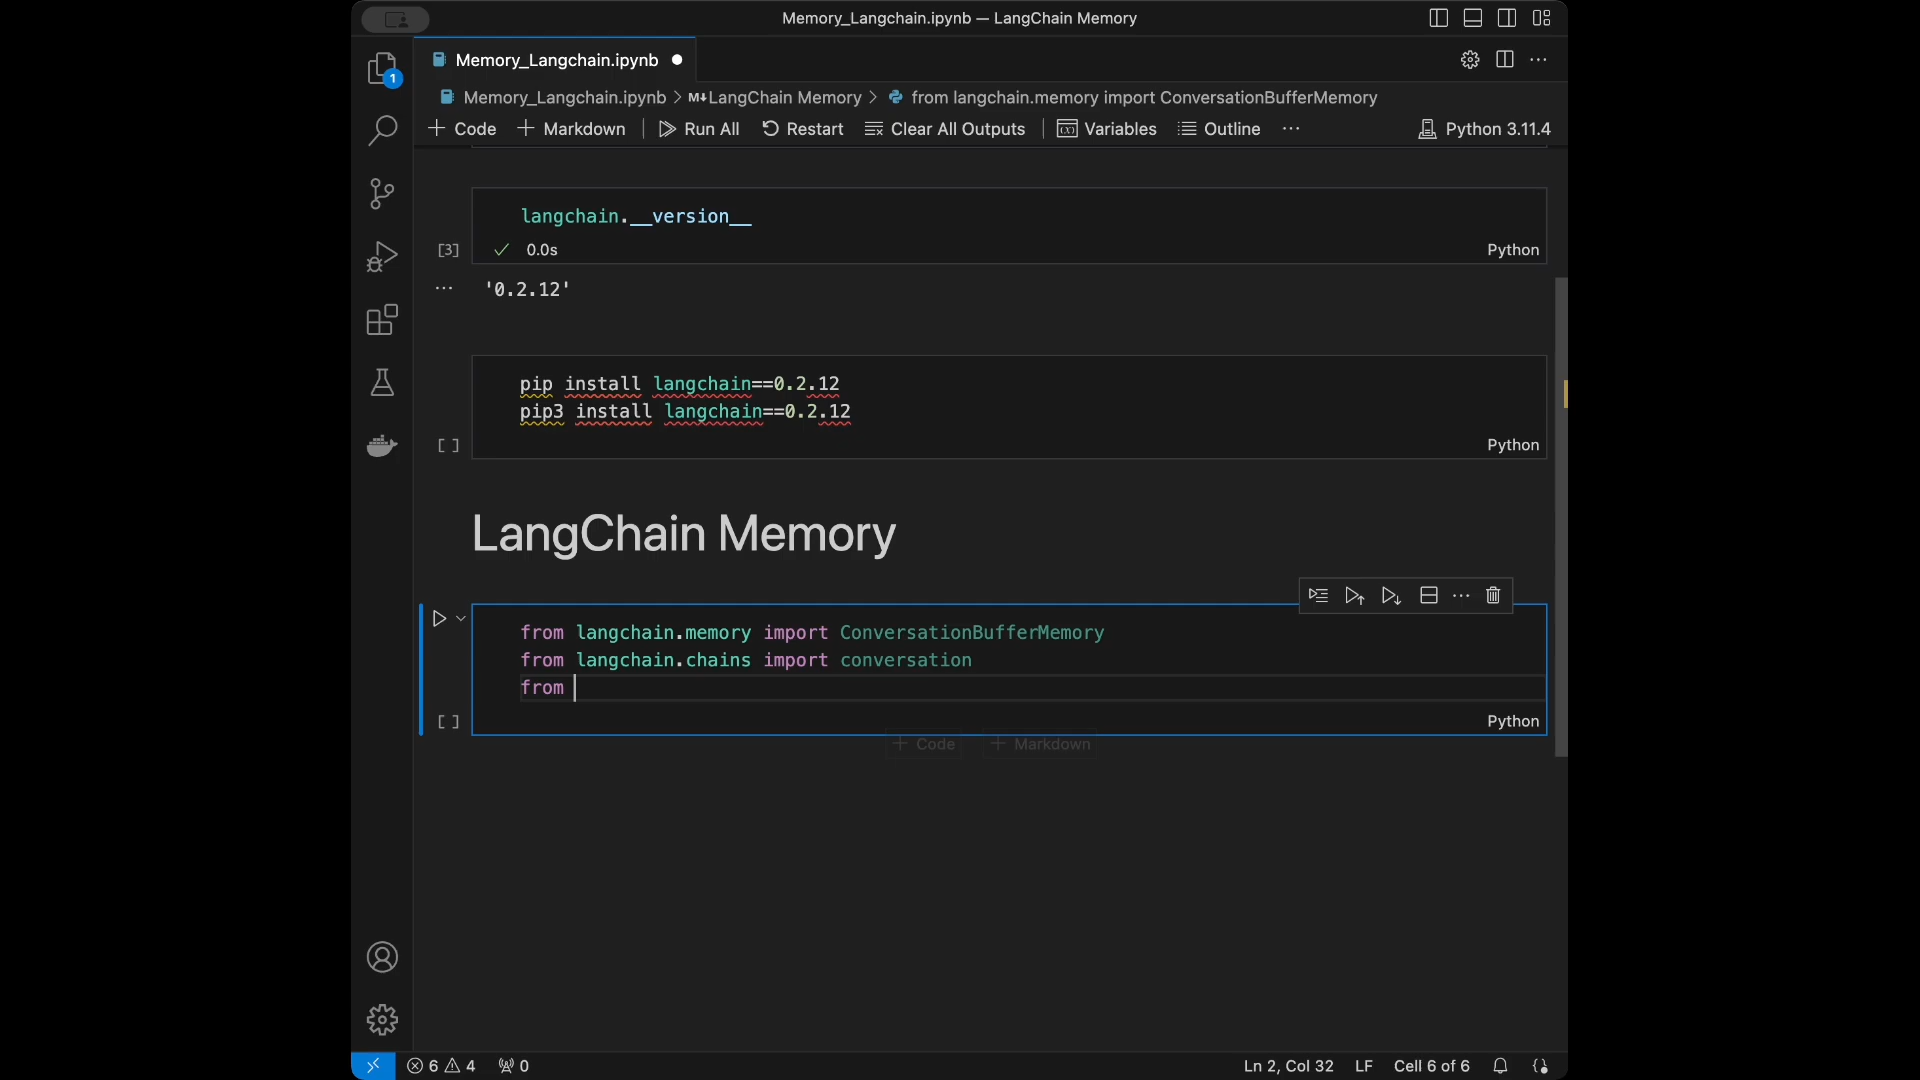 Memory_Langchain.ipynb — LangChain Memory
1
Memory_Langchain.ipynb
Memory_Langchain.ipynb > M↓ LangChain Memory > from langchain.memory import ConversationBufferMemory
+ Code + Markdown | Run All Restart Clear All Outputs | Variables Outline ... Python 3.11.4
langchain.__version__
[3] ✓ 0.0s Python
... '0.2.12'
pip install langchain==0.2.12
pip3 install langchain==0.2.12
[ ] Python
LangChain Memory
from langchain.memory import ConversationBufferMemory
from langchain.chains import conversation
from
[ ] Python
+ Code + Markdown
6 4 0 Ln 2, Col 32 LF Cell 6 of 6